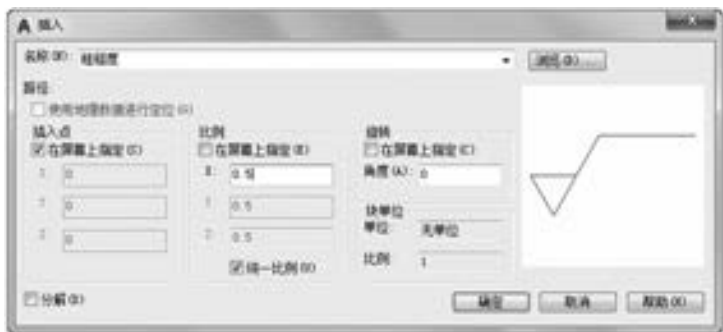 插入
名称(N): 粗糙度 浏览(B)...
路径
使用地理数据进行定位(G)
插入点 比例 旋转
在屏幕上指定(S) 在屏幕上指定(E) 在屏幕上指定(C)
X: 0 X: 0.5 角度(A): 0
Y: 0 Y: 0.5 块单位
Z: 0 Z: 0.5 单位: 无单位
统一比例(U) 比例: 1
分解(D) 确定 取消 帮助(H)